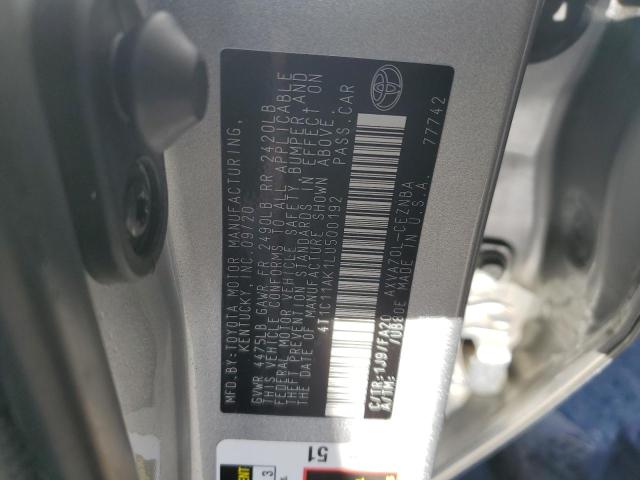 MFD.BY:TOYOTA MOTOR MANUFACTURING,
KENTUCKY, INC. 09/20
GVWR 4475LB GAWR FR 2490LB RR 2420LB
THIS VEHICLE CONFORMS TO ALL APPLICABLE
FEDERAL MOTOR VEHICLE SAFETY, BUMPER, AND
THEFT PREVENTION STANDARDS IN EFFECT ON
THE DATE OF MANUFACTURE SHOWN ABOVE.
4T1C11AK1LU500192 PASS. CAR
C/TR:1J9/FA20 AXVA70L-CEZNBA
A/TM: /UB80E MADE IN U.S.A. 77742
51
3